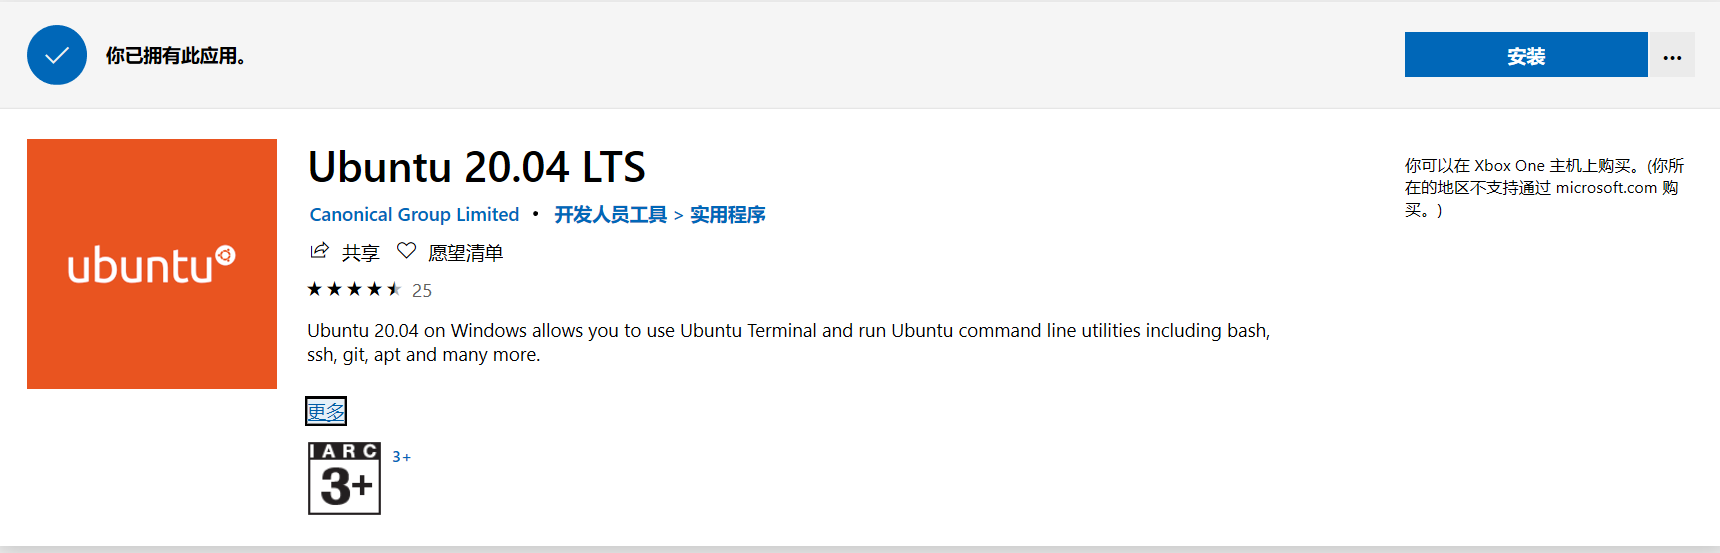 你已拥有此应用。
安装
...
Ubuntu 20.04 LTS
Canonical Group Limited • 开发人员工具 > 实用程序
共享 愿望清单
25
Ubuntu 20.04 on Windows allows you to use Ubuntu Terminal and run Ubuntu command line utilities including bash,
ssh, git, apt and many more.
更多
IARC
3+
3+
ubuntu
你可以在 Xbox One 主机上购买。(你所
在的地区不支持通过 microsoft.com 购
买。)